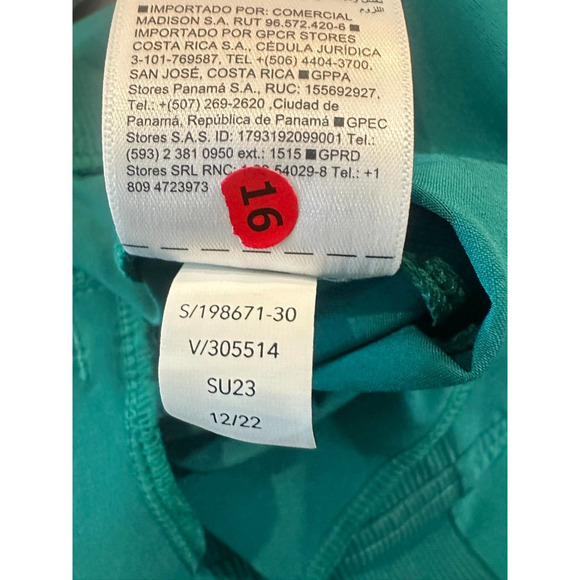 ■IMPORTADO POR: COMERCIAL
MADISON S.A. RUT 96.572.420-6 ■
IMPORTADO POR GPCR STORES
COSTA RICA S.A., CÉDULA JURÍDICA
3-101-769587, TEL +(506) 4404-3700,
SAN JOSÉ, COSTA RICA ■GPPA
Stores Panamá S.A., RUC: 155692927,
Tel.: +(507) 269-2620 ,Ciudad de
Panamá, República de Panamá ■GPEC
Stores S.A.S. ID: 1793192099001 Tel.:
(593) 2 381 0950 ext.: 1515 ■GPRD
Stores SRL RNC: 54029-8 Tel.: +1
809 4723973
16
S/198671-30
V/305514
SU23
12/22